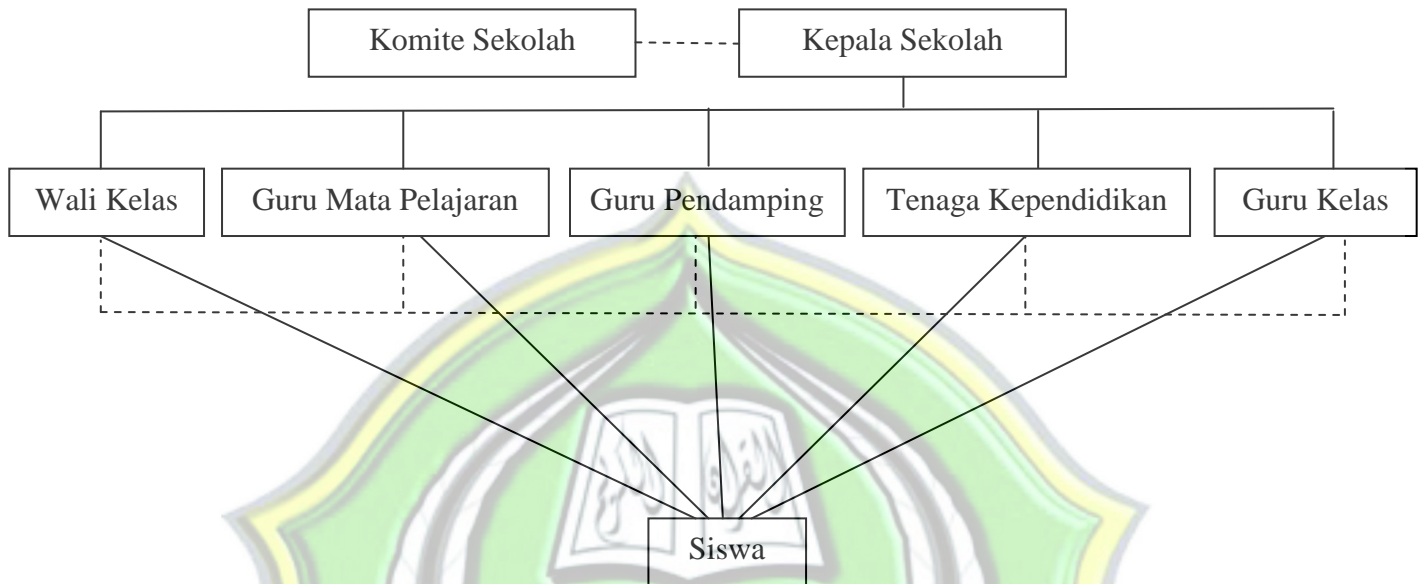 Komite Sekolah
Kepala Sekolah
Wali Kelas
Guru Mata Pelajaran
Guru Pendamping
Tenaga Kependidikan
Guru Kelas
Siswa